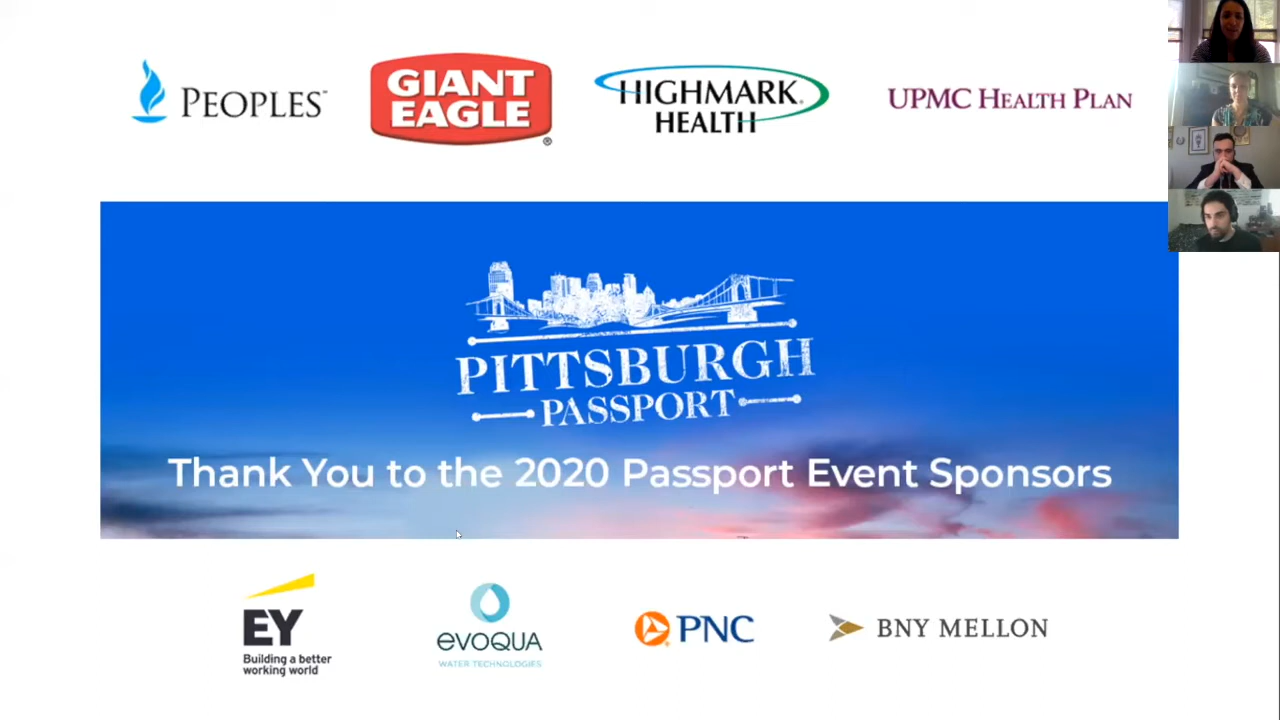 PEOPLES™
GIANT
EAGLE®
HIGHMARK®
HEALTH
UPMC HEALTH PLAN
PITTSBURGH
PASSPORT
Thank You to the 2020 Passport Event Sponsors
EY
Building a better
working world
evoqua
WATER TECHNOLOGIES
PNC
BNY MELLON